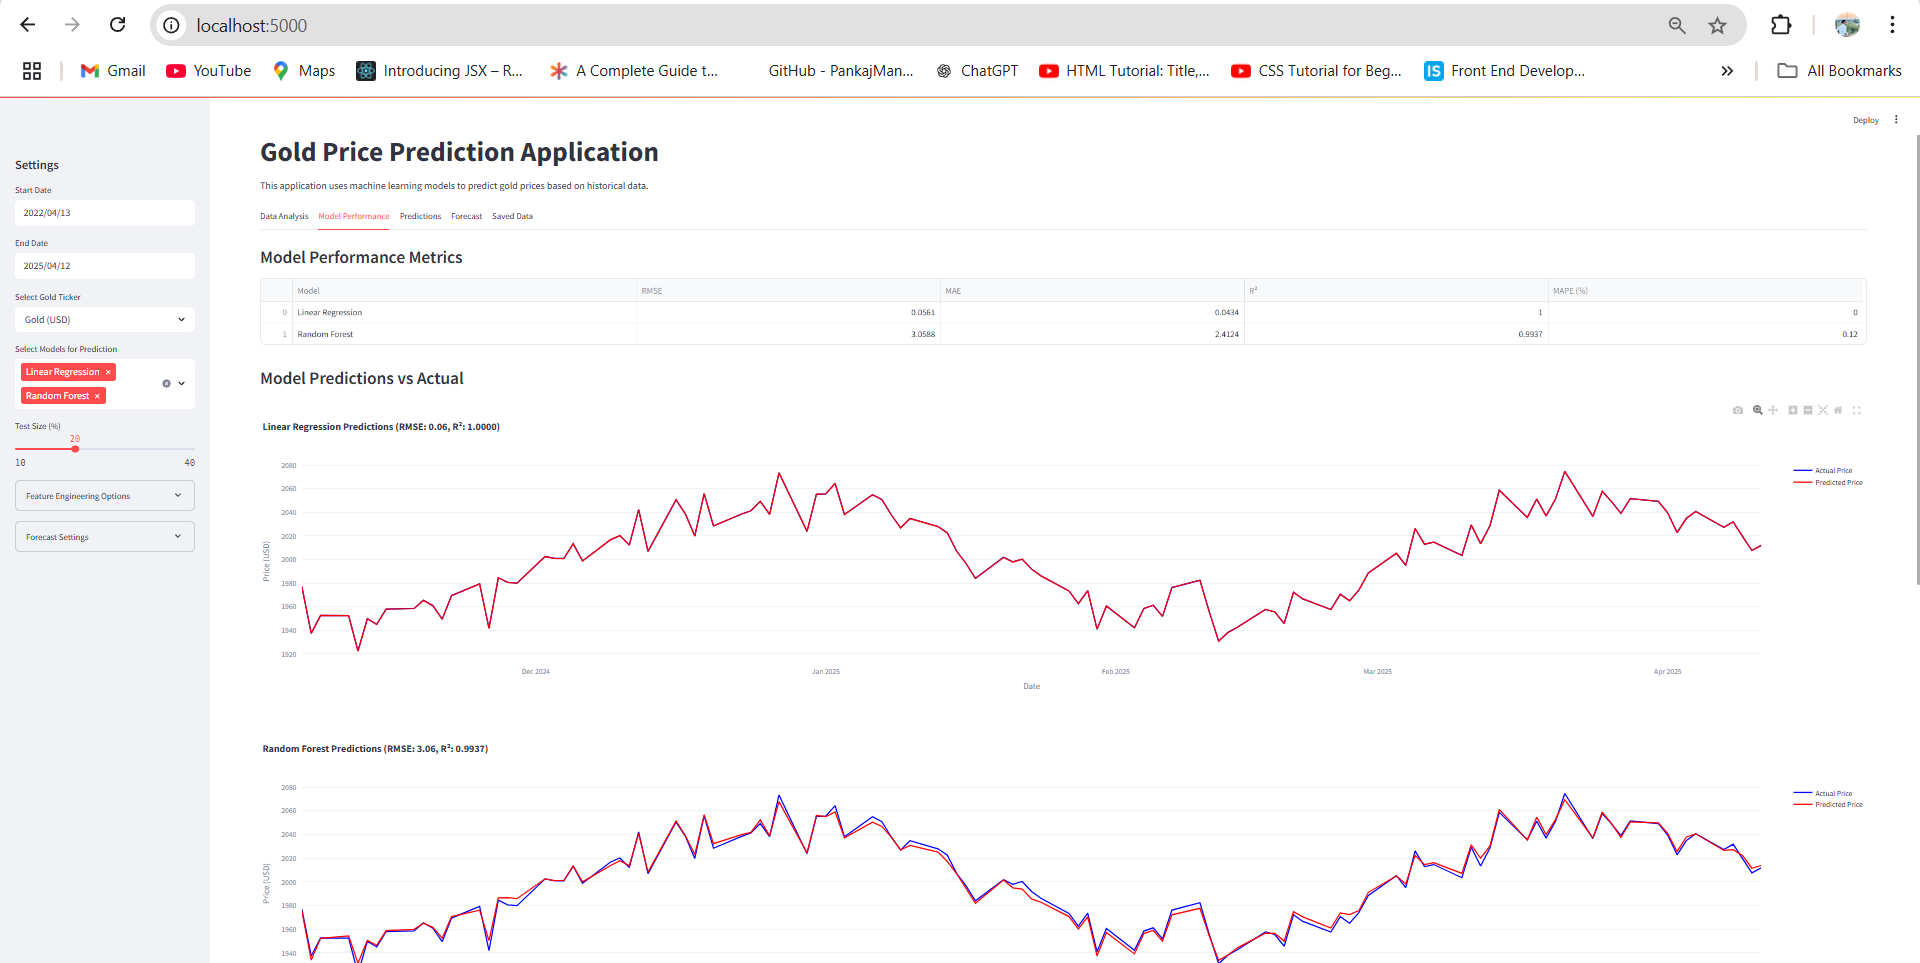 localhost:5000
Gmail YouTube Maps Introducing JSX – R... A Complete Guide t... GitHub - PankajMan... ChatGPT HTML Tutorial: Title,... CSS Tutorial for Beg... IS Front End Develop... All Bookmarks
Deploy
Settings
Start Date
2022/04/13
End Date
2025/04/12
Select Gold Ticker
Gold (USD)
Select Models for Prediction
Linear Regression ×
Random Forest ×
Test Size (%)
20
10 40
Feature Engineering Options
Forecast Settings
Gold Price Prediction Application
This application uses machine learning models to predict gold prices based on historical data.
Data Analysis Model Performance Predictions Forecast Saved Data
Model Performance Metrics
Model RMSE MAE R² MAPE (%)
0 Linear Regression 0.0561 0.0434 1 0
1 Random Forest 3.0588 2.4124 0.9937 0.12
Model Predictions vs Actual
Linear Regression Predictions (RMSE: 0.06, R²: 1.0000)
2080
2060
2040
2020
2000
1980
1960
1940
1920
Price (USD)
Dec 2024 Jan 2025 Feb 2025 Mar 2025 Apr 2025
Date
Actual Price
Predicted Price
Random Forest Predictions (RMSE: 3.06, R²: 0.9937)
2080
2060
2040
2020
2000
1980
1960
1940
Price (USD)
Actual Price
Predicted Price